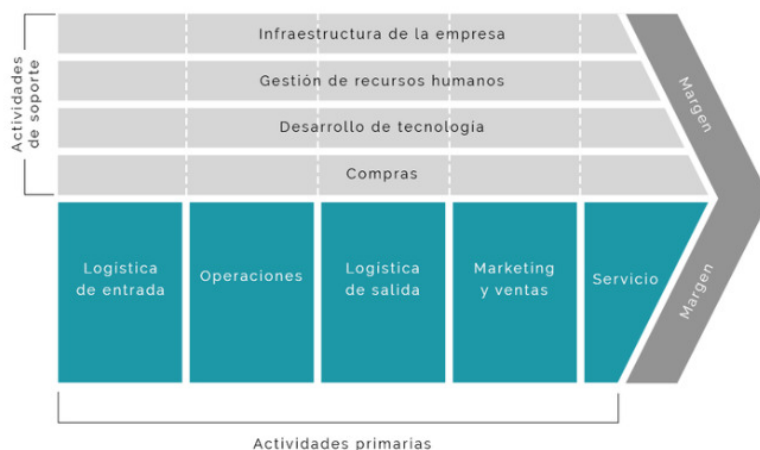 Actividades
de soporte
Infraestructura de la empresa
Gestión de recursos humanos
Desarrollo de tecnología
Compras
Margen
Logística
de entrada
Operaciones
Logística
de salida
Marketing
y ventas
Servicio
Margen
Actividades primarias